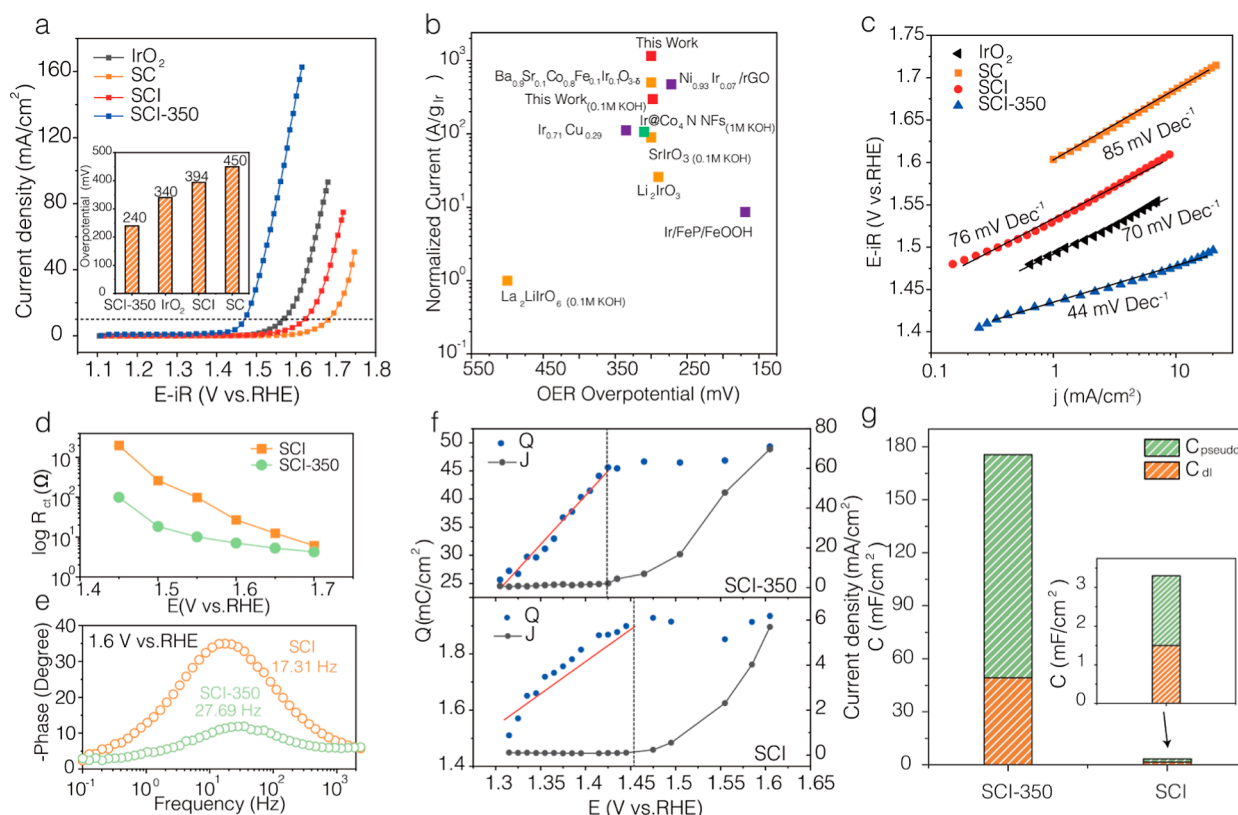 a
IrO2
SC
SCI
SCI-350
Current density (mA/cm²)
160
120
80
40
0
Overpotential (mV)
500
400
300
200
100
0
240
340
394
450
SCI-350 IrO2 SCI SC
1.1 1.2 1.3 1.4 1.5 1.6 1.7 1.8
E-iR (V vs.RHE)
b
Normalized Current (A/gIr)
10³
10²
10¹
10⁰
10⁻¹
This Work
Ba0.9Sr0.1Co0.8Fe0.1Ir0.1O3-δ
Ni0.93Ir0.07/rGO
This Work(0.1M KOH)
Ir@Co4N NFs(1M KOH)
Ir0.71Cu0.29
SrIrO3 (0.1M KOH)
Li2IrO3
Ir/FeP/FeOOH
La2LiIrO6 (0.1M KOH)
550 450 350 250 150
OER Overpotential (mV)
c
IrO2
SC
SCI
SCI-350
E-iR (V vs.RHE)
1.7
1.6
1.5
1.4
85 mV Dec⁻¹
76 mV Dec⁻¹
70 mV Dec⁻¹
44 mV Dec⁻¹
0.1 1 10
j (mA/cm²)
d
SCI
SCI-350
log Rct (Ω)
10³
10²
10¹
10⁰
1.4 1.5 1.6 1.7
E(V vs.RHE)
e
1.6 V vs.RHE
SCI
17.31 Hz
SCI-350
27.69 Hz
-Phase (Degree)
40
30
20
10
0
10⁻¹ 10⁰ 10¹ 10² 10³
Frequency (Hz)
f
Q
J
Q(mC/cm²)
50
45
40
35
30
25
80
60
40
20
0
SCI-350
Q
J
1.8
1.6
1.4
6
4
2
0
SCI
Current density (mA/cm²)
1.3 1.35 1.4 1.45 1.5 1.55 1.6 1.65
E (V vs.RHE)
g
Cpseudo
Cdl
C (mF/cm²)
180
150
120
90
60
30
0
C (mF/cm²)
3
2
1
0
SCI-350 SCI